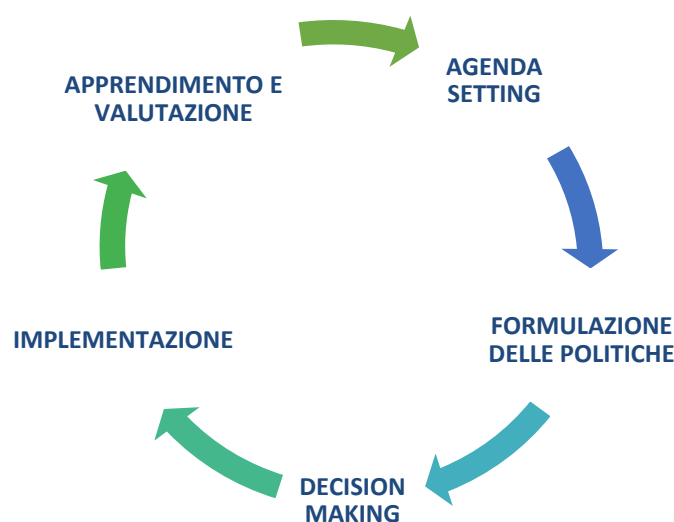 AGENDA
SETTING
FORMULAZIONE
DELLE POLITICHE
DECISION
MAKING
IMPLEMENTAZIONE
APPRENDIMENTO E
VALUTAZIONE